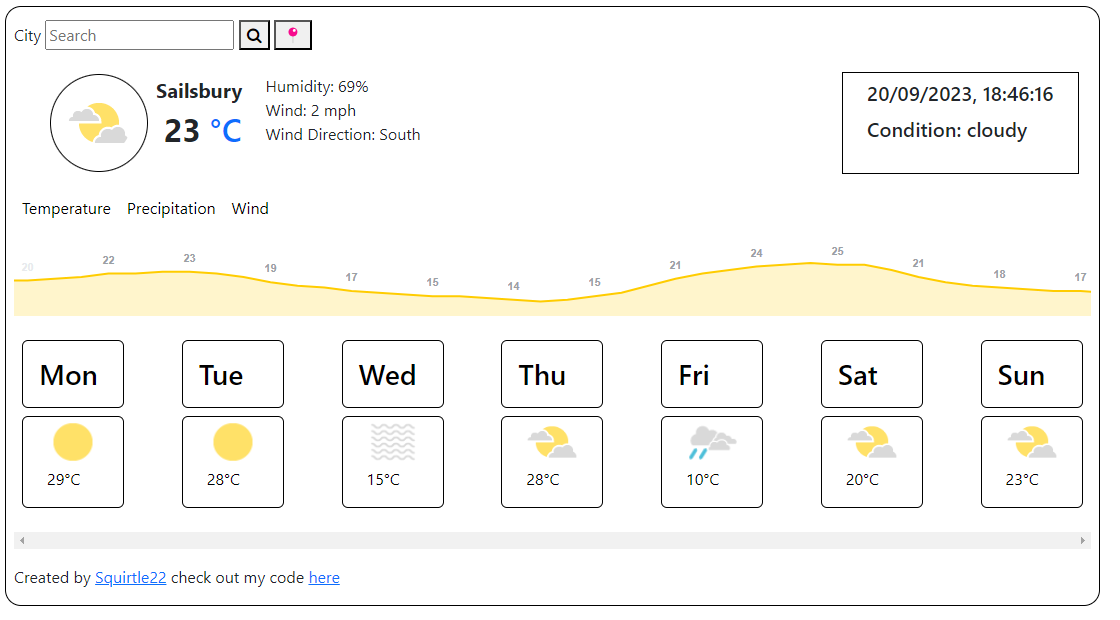 City Search
Sailsbury
23 °C
Humidity: 69%
Wind: 2 mph
Wind Direction: South
20/09/2023, 18:46:16
Condition: cloudy
Temperature Precipitation Wind
20 22 23 19 17 15 14 15 21 24 25 21 18 17
Mon Tue Wed Thu Fri Sat Sun
29°C 28°C 15°C 28°C 10°C 20°C 23°C
Created by Squirtle22 check out my code here